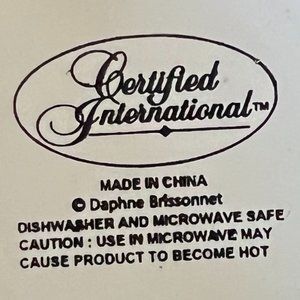 Certified
International™
MADE IN CHINA
© Daphne Brissonnet
DISHWASHER AND MICROWAVE SAFE
CAUTION : USE IN MICROWAVE MAY
CAUSE PRODUCT TO BECOME HOT